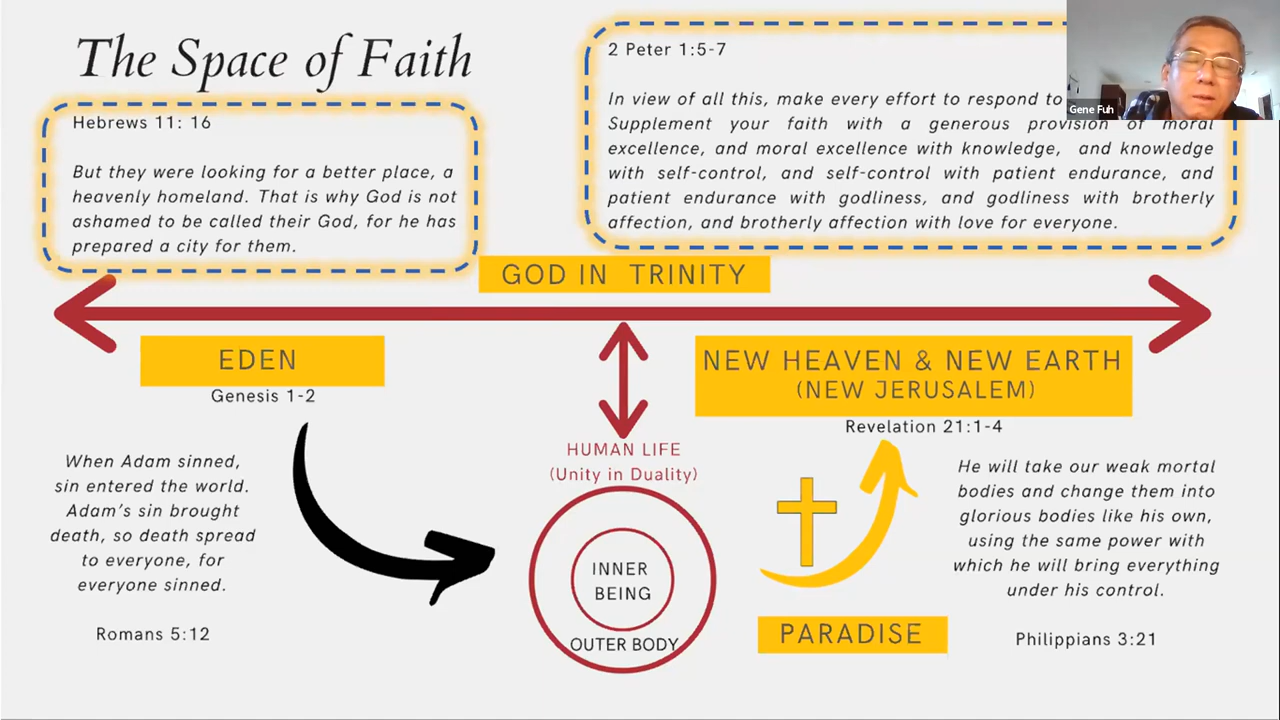 The Space of Faith
Hebrews 11: 16
But they were looking for a better place, a
heavenly homeland. That is why God is not
ashamed to be called their God, for he has
prepared a city for them.
2 Peter 1:5-7
In view of all this, make every effort to respond to
Supplement your faith with a generous provision of moral
excellence, and moral excellence with knowledge, and knowledge
with self-control, and self-control with patient endurance, and
patient endurance with godliness, and godliness with brotherly
affection, and brotherly affection with love for everyone.
Gene Fuh
GOD IN TRINITY
EDEN
Genesis 1-2
NEW HEAVEN & NEW EARTH
(NEW JERUSALEM)
Revelation 21:1-4
When Adam sinned,
sin entered the world.
Adam's sin brought
death, so death spread
to everyone, for
everyone sinned.
Romans 5:12
HUMAN LIFE
(Unity in Duality)
INNER
BEING
OUTER BODY
PARADISE
He will take our weak mortal
bodies and change them into
glorious bodies like his own,
using the same power with
which he will bring everything
under his control.
Philippians 3:21